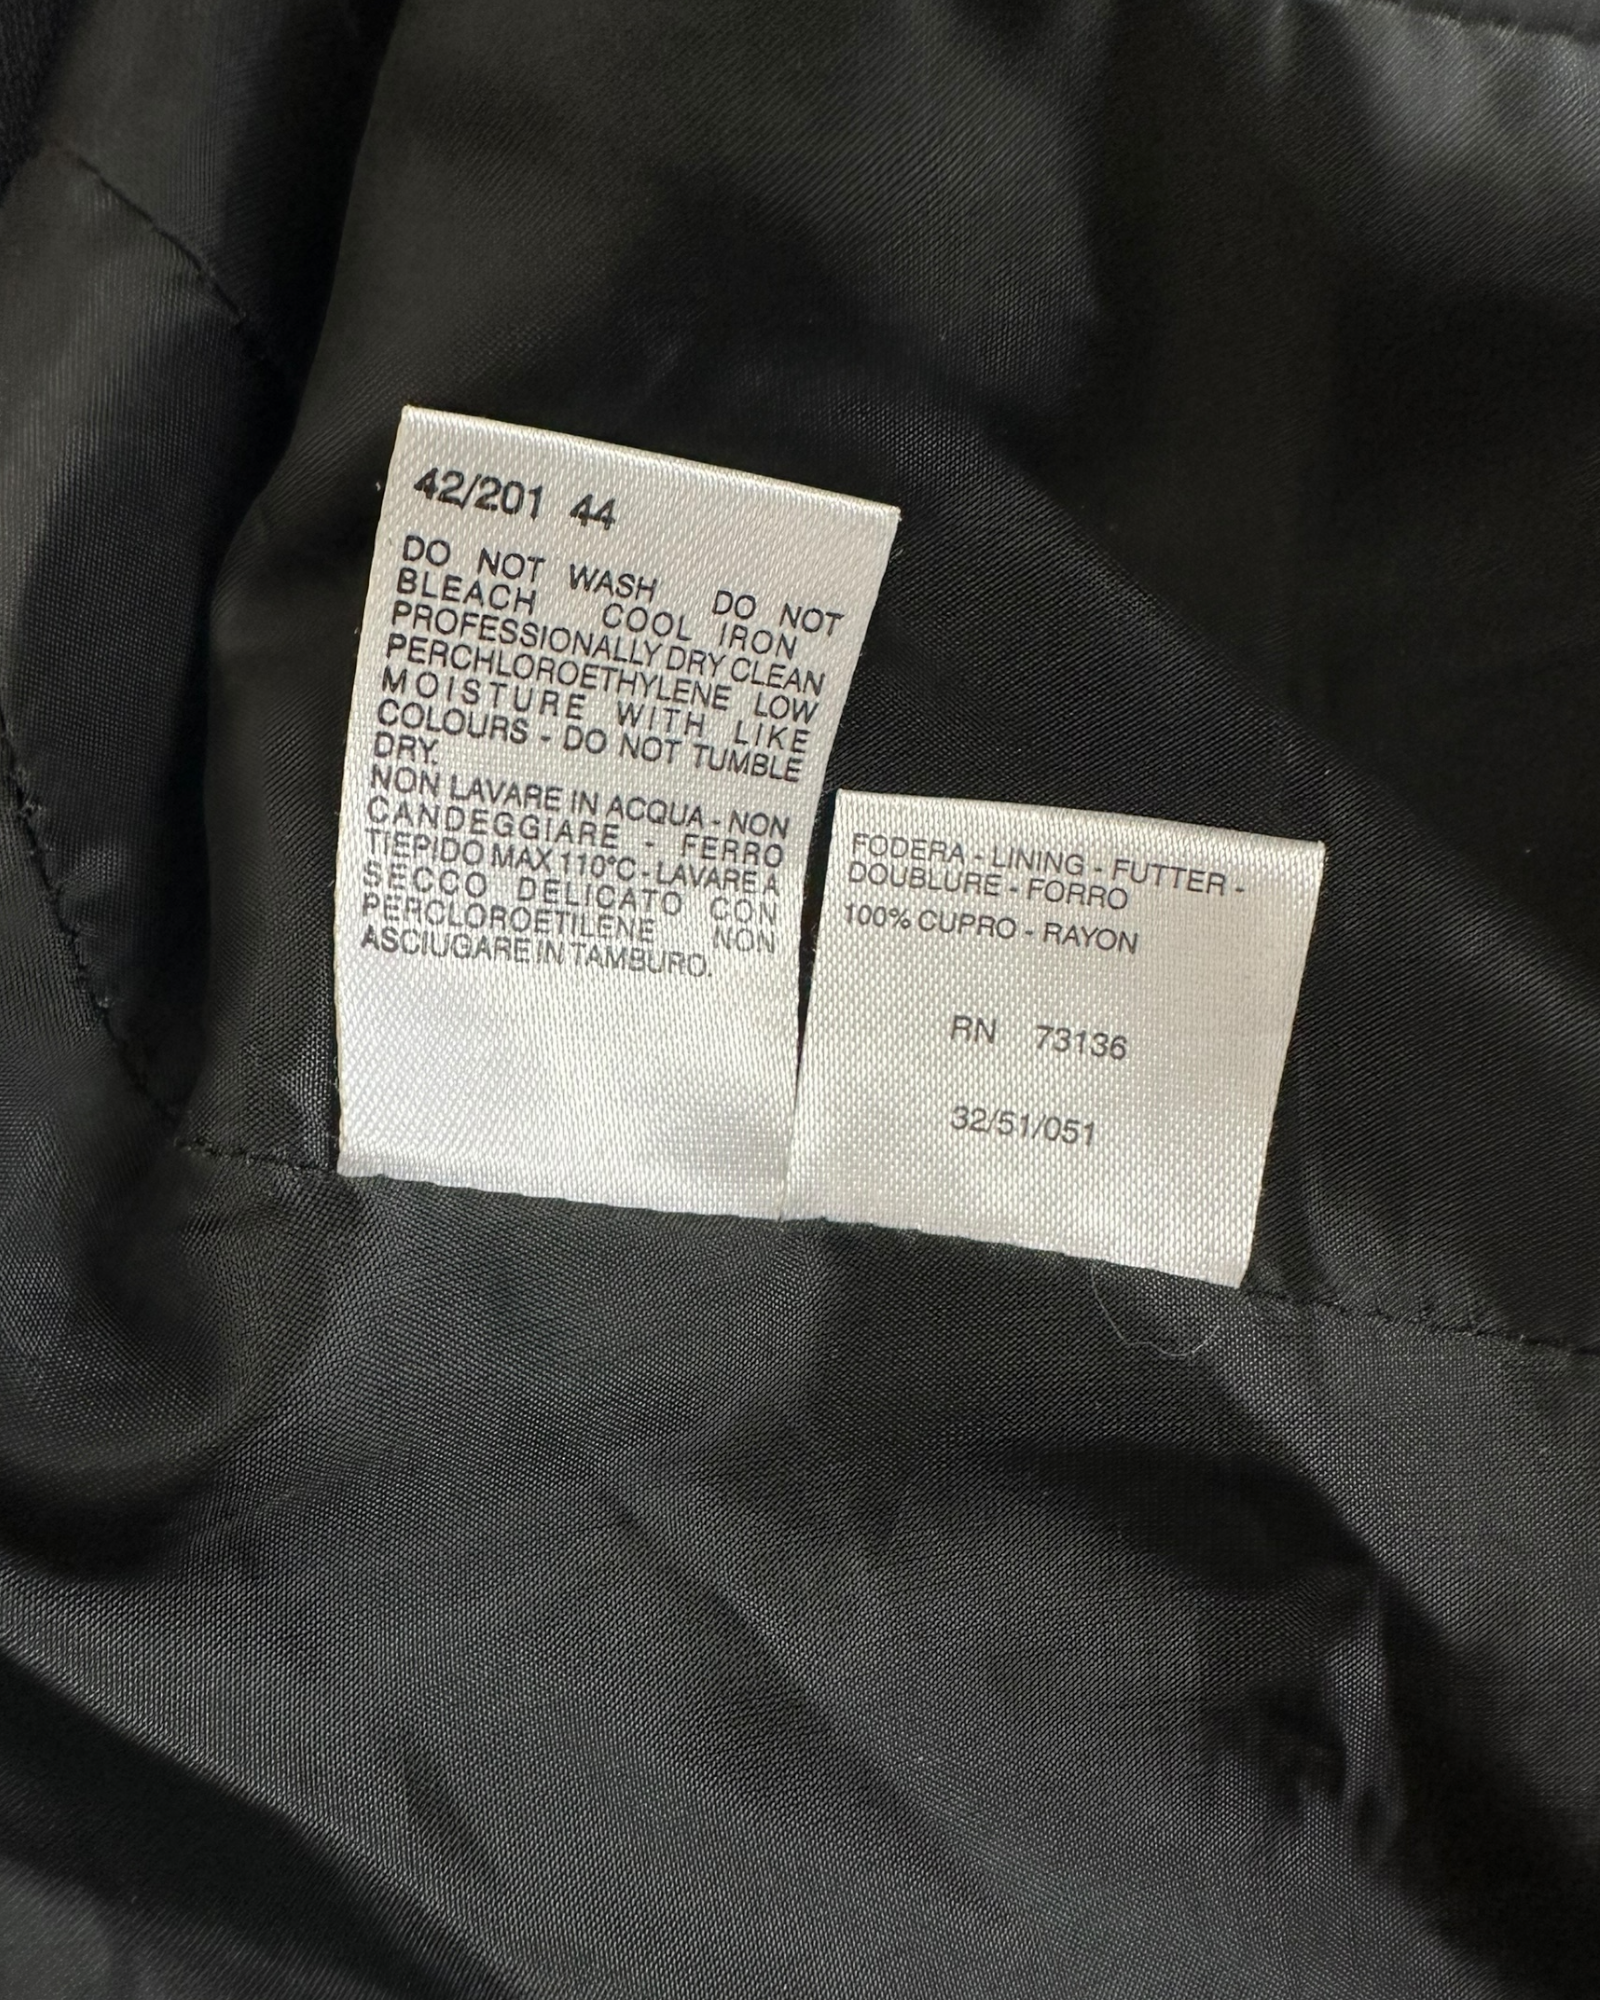 42/201 44
DO NOT WASH DO NOT
BLEACH COOL IRON
PROFESSIONALLY DRY CLEAN
PERCHLOROETHYLENE LOW
MOISTURE WITH LIKE
COLOURS - DO NOT TUMBLE
DRY.
NON LAVARE IN ACQUA - NON
CANDEGGIARE - FERRO
TIEPIDO MAX 110°C - LAVARE A
SECCO DELICATO CON
PERCLOROETILENE NON
ASCIUGARE IN TAMBURO.
FODERA - LINING - FUTTER -
DOUBLURE - FORRO
100% CUPRO - RAYON
RN 73136
32/51/051